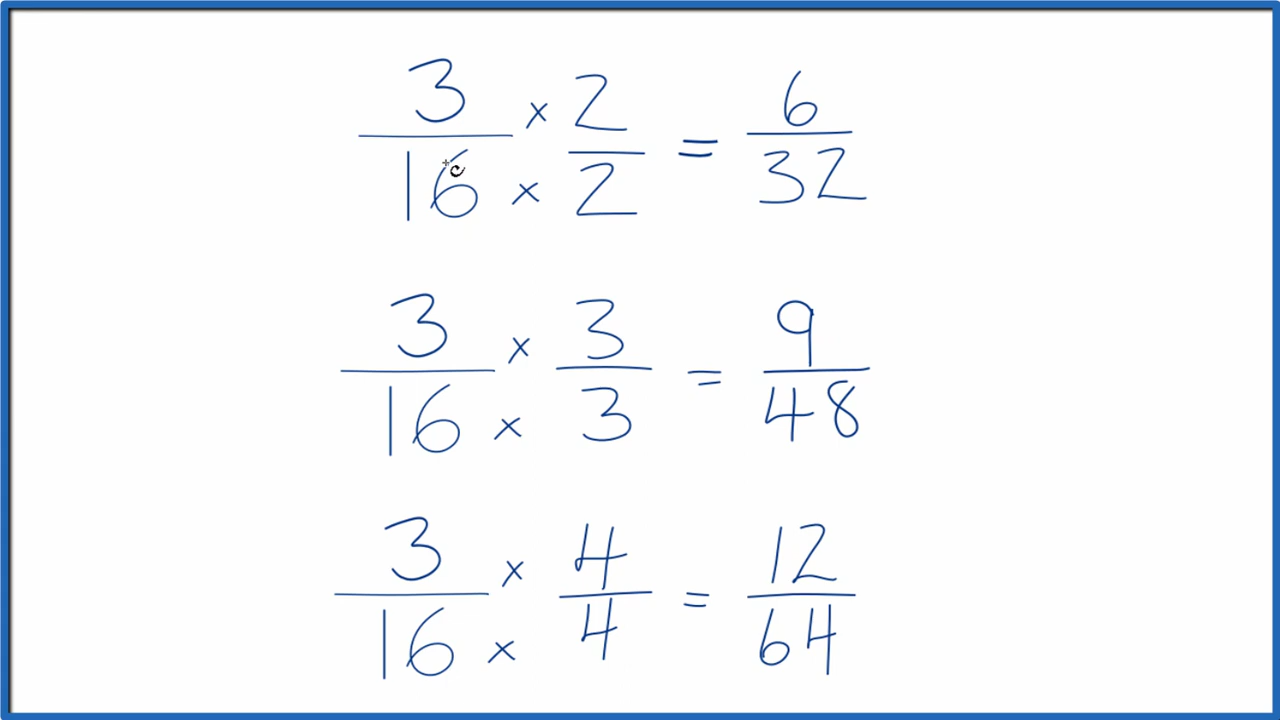 3/16 × 2/2 = 6/32
3/16 × 3/3 = 9/48
3/16 × 4/4 = 12/64